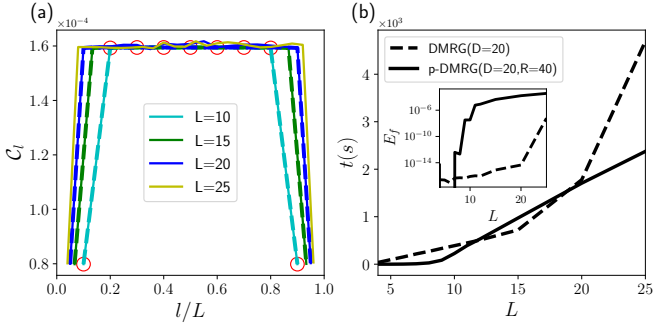 (a)
×10⁻⁴
1.6
1.4
1.2
1.0
0.8
𝒞ₗ
L=10
L=15
L=20
L=25
0.0 0.2 0.4 0.6 0.8 1.0
l/L
(b)
×10³
5
4
3
2
1
0
t(s)
DMRG(D=20)
p-DMRG(D=20,R=40)
10⁻⁶
10⁻¹⁰
10⁻¹⁴
E_f
10 20
L
5 10 15 20 25
L